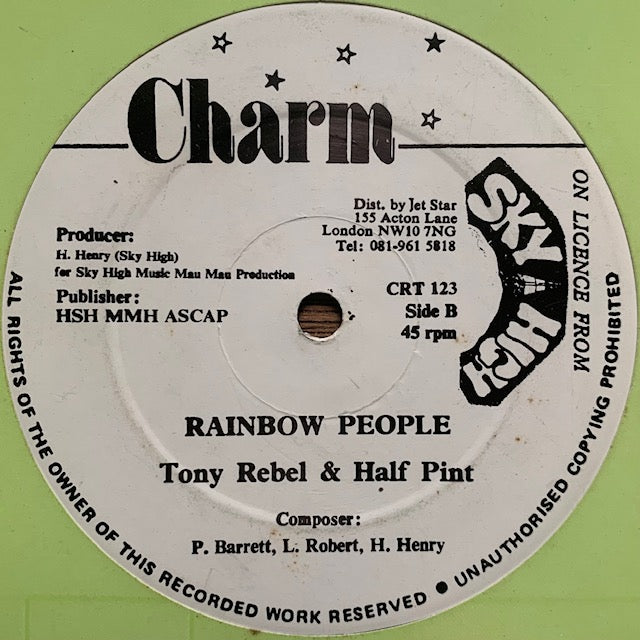 Charm
Dist. by Jet Star
155 Acton Lane
London NW10 7NG
Tel: 081-961 5818
Producer:
H. Henry (Sky High)
for Sky High Music Mau Mau Production
Publisher:
HSH MMH ASCAP
CRT 123
Side B
45 rpm
SKY HIGH
ON LICENCE FROM
RAINBOW PEOPLE
Tony Rebel & Half Pint
Composer:
P. Barrett, L. Robert, H. Henry
ALL RIGHTS OF THE OWNER OF THIS RECORDED WORK RESERVED ● UNAUTHORISED COPYING PROHIBITED